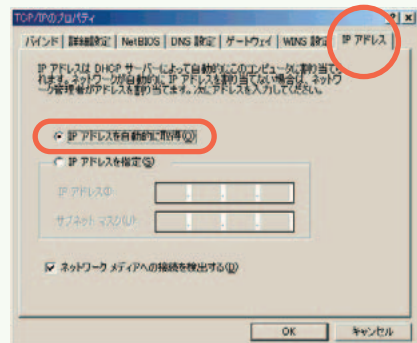 TCP/IPのプロパティ
バインド 詳細設定 NetBIOS DNS 設定 ゲートウェイ WINS 設定 IP アドレス
IP アドレスは DHCP サーバーによって自動的にこのコンピュータに割り当てら
れます。ネットワークが自動的に IP アドレスを割り当てない場合は、ネットワ
ーク管理者がアドレスを割り当てます。次にアドレスを入力してください。
IP アドレスを自動的に取得(O)
IP アドレスを指定(S)
IP アドレス(I):
サブネット マスク(U):
ネットワーク メディアへの接続を検出する(D)
OK キャンセル